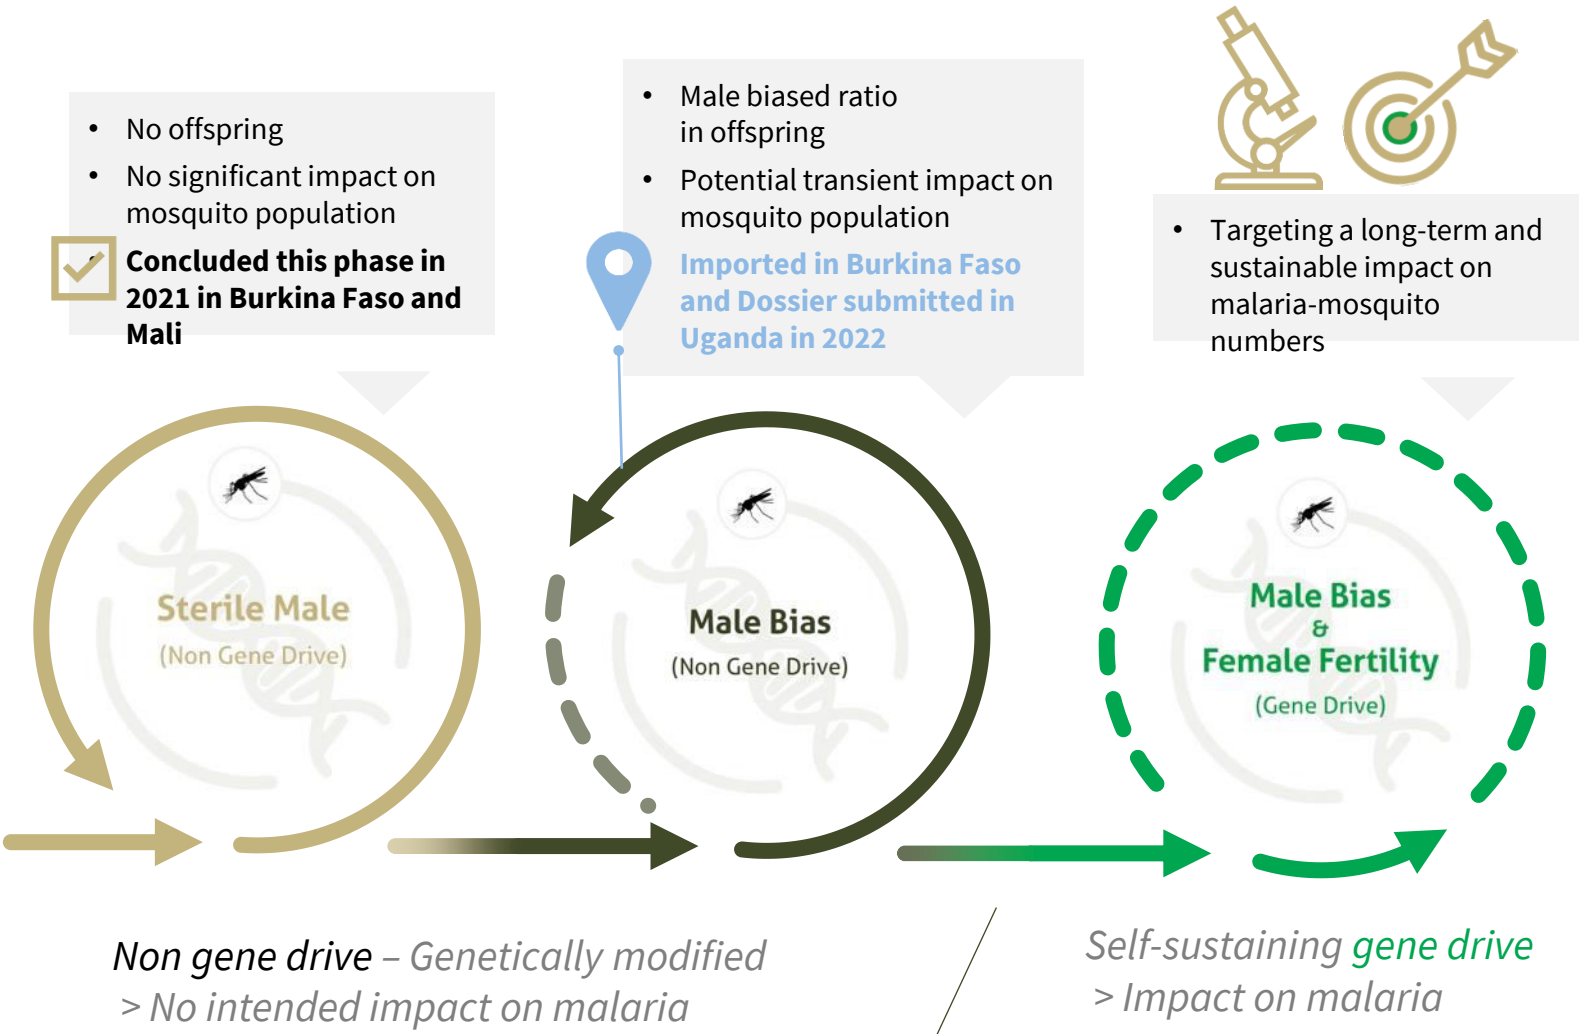 • No offspring
• No significant impact on
mosquito population
• Concluded this phase in
2021 in Burkina Faso and
Mali
• Male biased ratio
in offspring
• Potential transient impact on
mosquito population
Imported in Burkina Faso
and Dossier submitted in
Uganda in 2022
• Targeting a long-term and
sustainable impact on
malaria-mosquito
numbers
Sterile Male
(Non Gene Drive)
Male Bias
(Non Gene Drive)
Male Bias
&
Female Fertility
(Gene Drive)
Non gene drive – Genetically modified
> No intended impact on malaria
Self-sustaining gene drive
> Impact on malaria